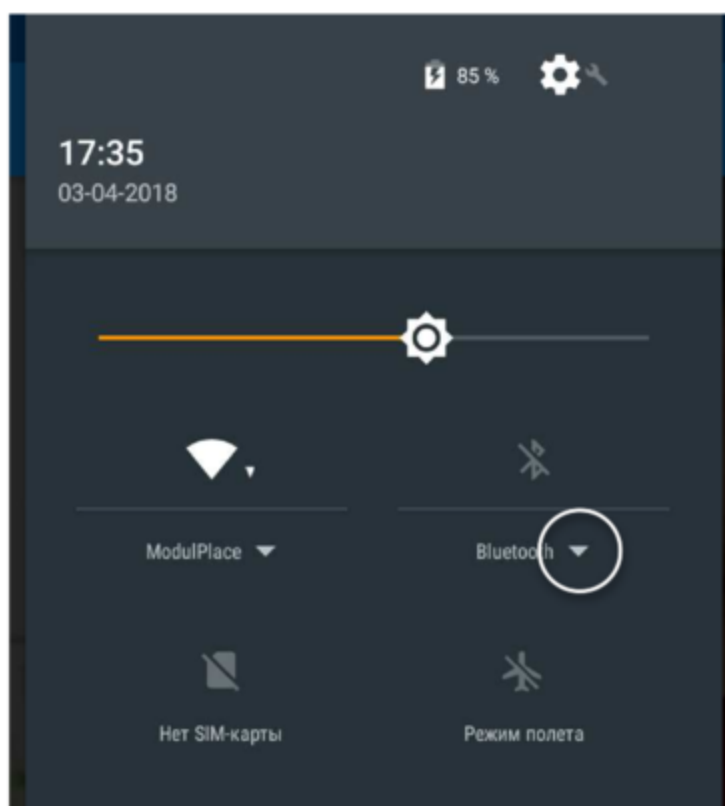 85 %
17:35
03-04-2018
ModulPlace
Bluetooth
Нет SIM-карты
Режим полета